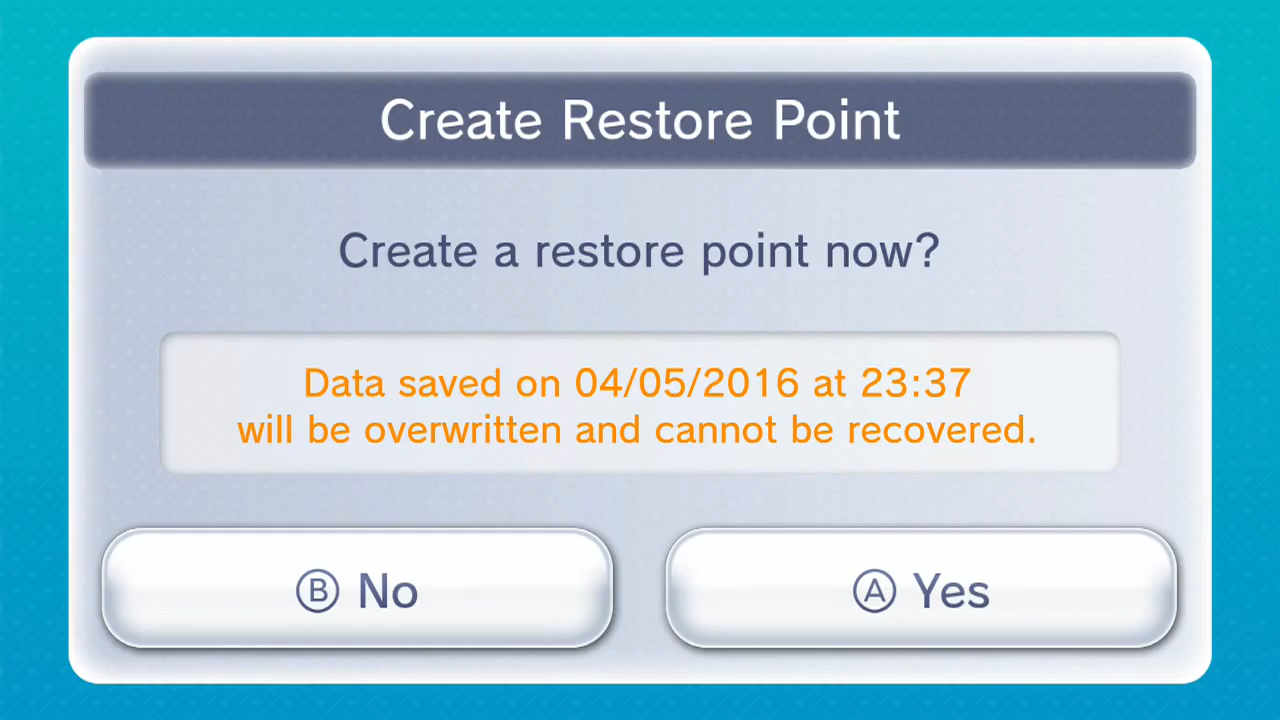 Create Restore Point
Create a restore point now?
Data saved on 04/05/2016 at 23:37
will be overwritten and cannot be recovered.
Ⓑ No
Ⓐ Yes